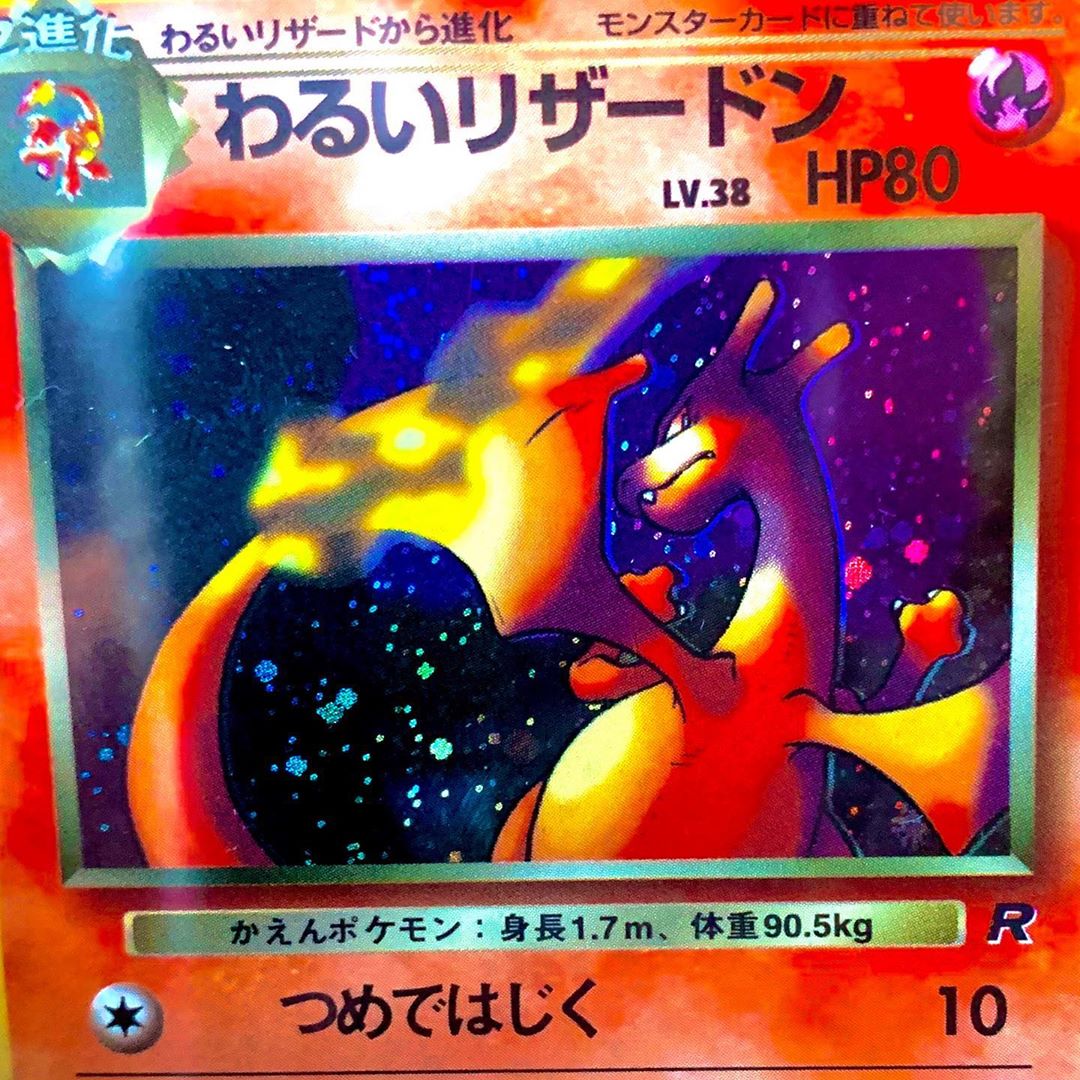 進化
わるいリザードから進化
モンスターカードに重ねて使います。
わるいリザードン
LV.38 HP80
かえんポケモン：身長1.7m、体重90.5kg
R
つめではじく 10